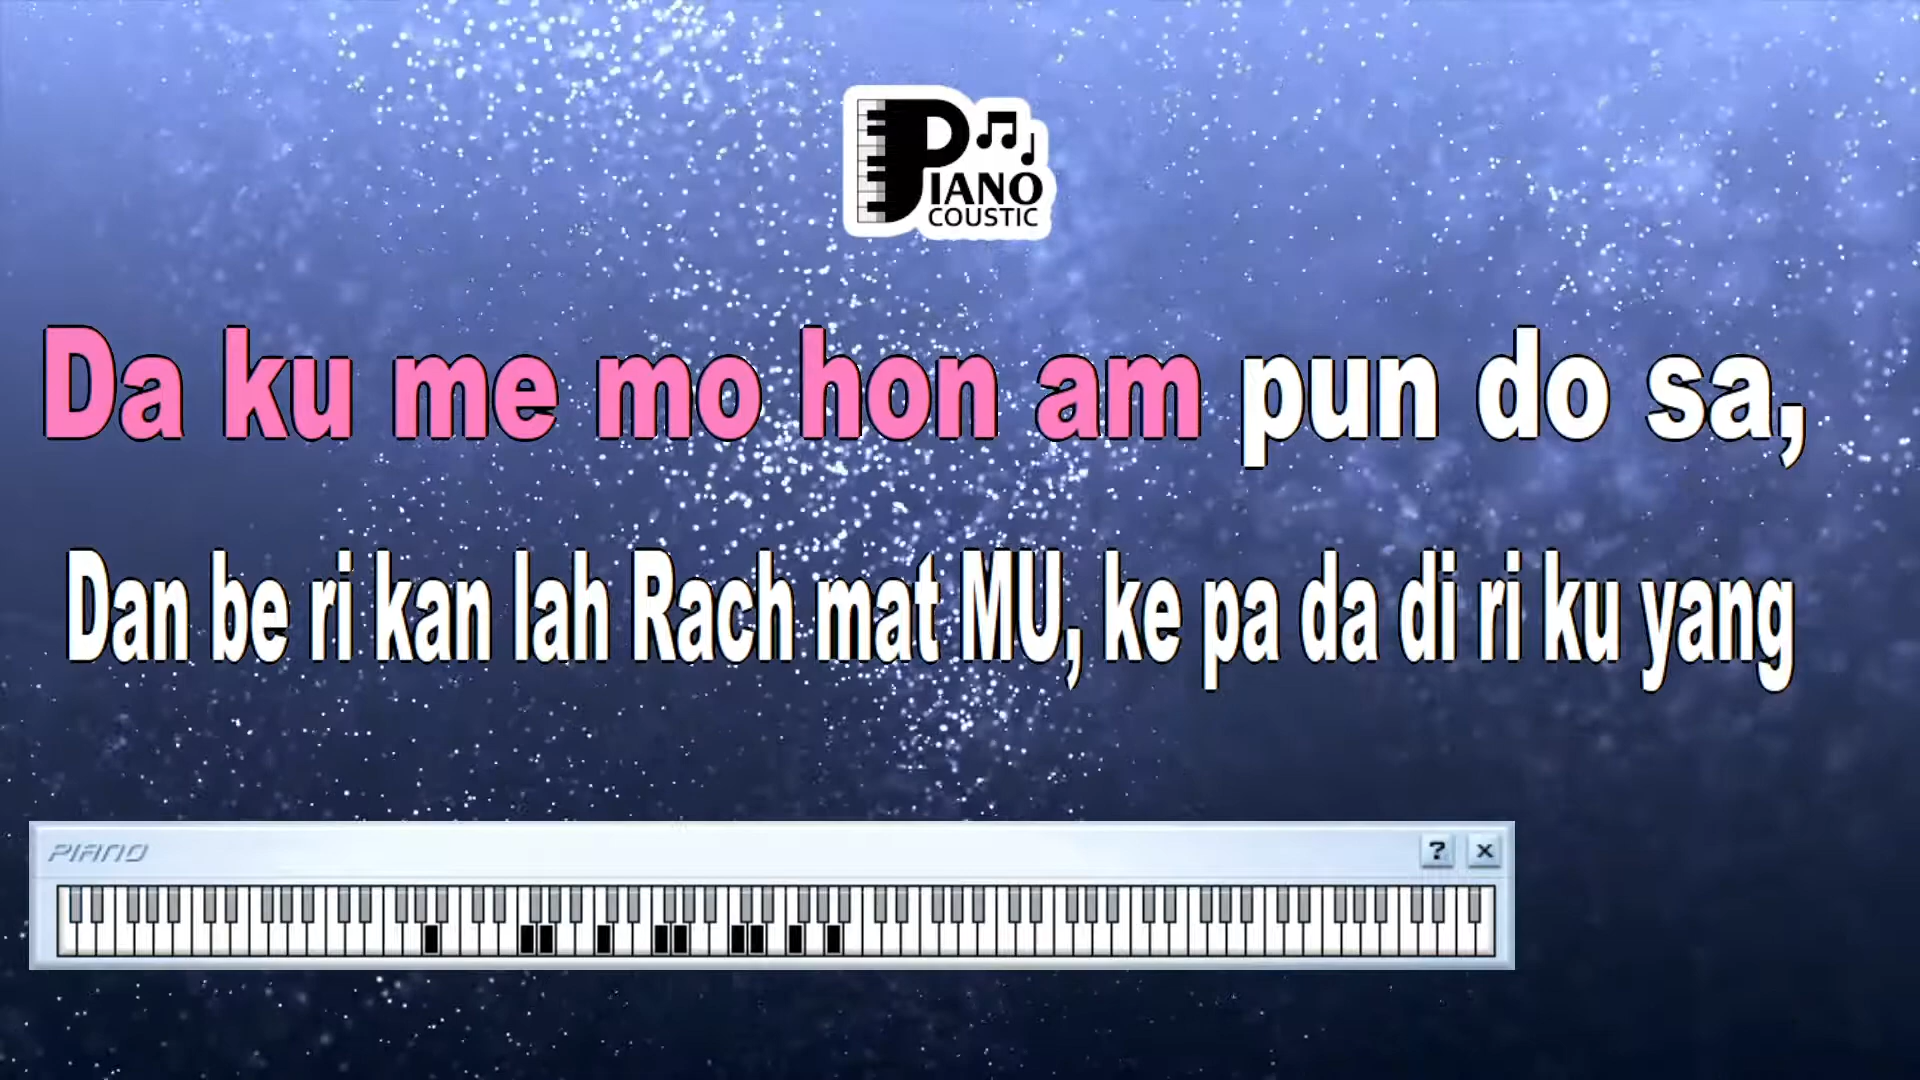 PIANO
COUSTIC
Da ku me mo hon am pun do sa,
Dan be ri kan lah Rach mat MU, ke pa da di ri ku yang
PIANO
? x